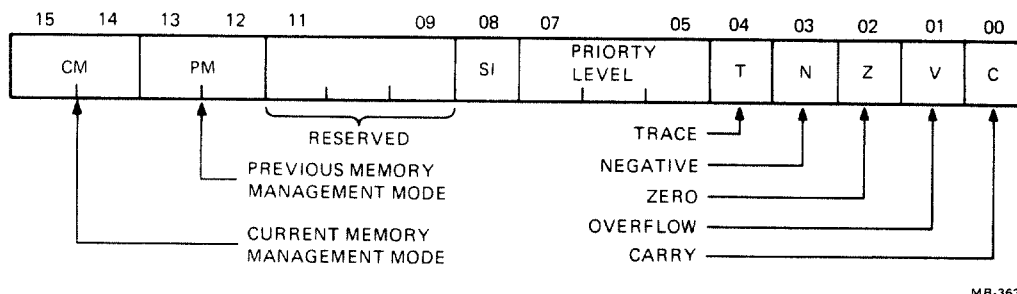 15 14 13 12 11 09 08 07 05 04 03 02 01 00
CM PM SI PRIORTY LEVEL T N Z V C
RESERVED
PREVIOUS MEMORY
MANAGEMENT MODE
CURRENT MEMORY
MANAGEMENT MODE
TRACE
NEGATIVE
ZERO
OVERFLOW
CARRY